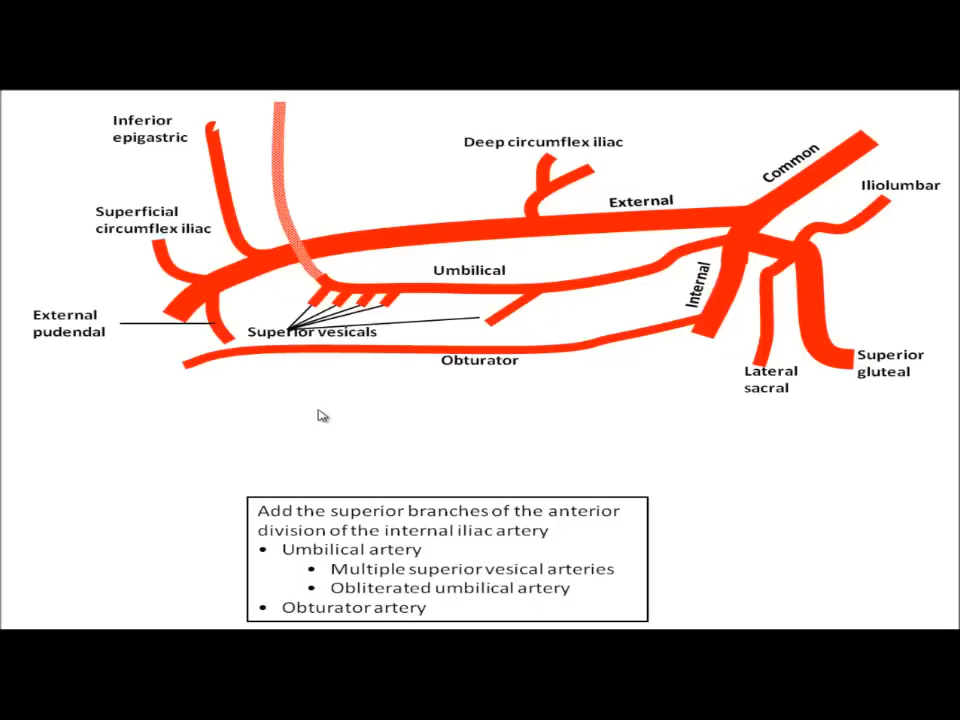 Inferior
epigastric
Deep circumflex iliac
Common
Iliolumbar
External
Superficial
circumflex iliac
Umbilical
Internal
External
pudendal
Superior vesicals
Obturator
Superior
gluteal
Lateral
sacral
Add the superior branches of the anterior
division of the internal iliac artery
• Umbilical artery
• Multiple superior vesical arteries
• Obliterated umbilical artery
• Obturator artery